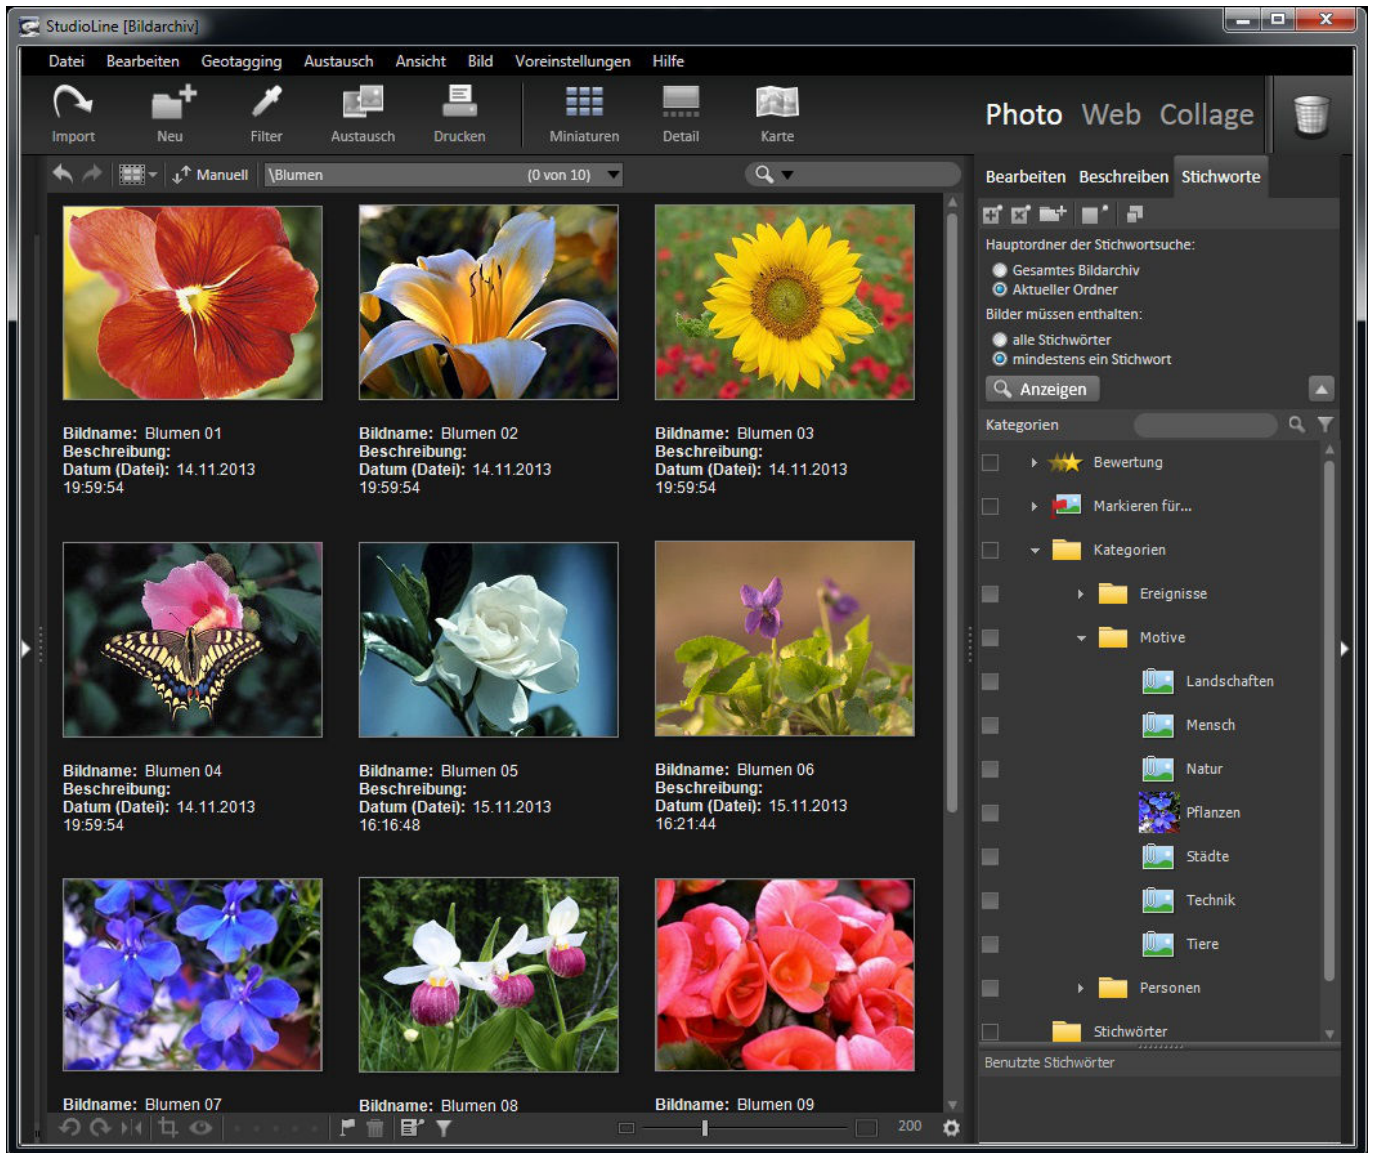 StudioLine [Bildarchiv]
Datei Bearbeiten Geotagging Austausch Ansicht Bild Voreinstellungen Hilfe
Import Neu Filter Austausch Drucken Miniaturen Detail Karte
Photo Web Collage
Manuell \Blumen (0 von 10)
Bearbeiten Beschreiben Stichworte
Hauptordner der Stichwortsuche:
Gesamtes Bildarchiv
Aktueller Ordner
Bilder müssen enthalten:
alle Stichwörter
mindestens ein Stichwort
Anzeigen
Kategorien
Bewertung
Markieren für...
Kategorien
Ereignisse
Motive
Landschaften
Mensch
Natur
Pflanzen
Städte
Technik
Tiere
Personen
Stichwörter
Benutzte Stichwörter
Bildname: Blumen 01
Beschreibung:
Datum (Datei): 14.11.2013
19:59:54
Bildname: Blumen 02
Beschreibung:
Datum (Datei): 14.11.2013
19:59:54
Bildname: Blumen 03
Beschreibung:
Datum (Datei): 14.11.2013
19:59:54
Bildname: Blumen 04
Beschreibung:
Datum (Datei): 14.11.2013
19:59:54
Bildname: Blumen 05
Beschreibung:
Datum (Datei): 15.11.2013
16:16:48
Bildname: Blumen 06
Beschreibung:
Datum (Datei): 15.11.2013
16:21:44
Bildname: Blumen 07
Bildname: Blumen 08
Bildname: Blumen 09
200